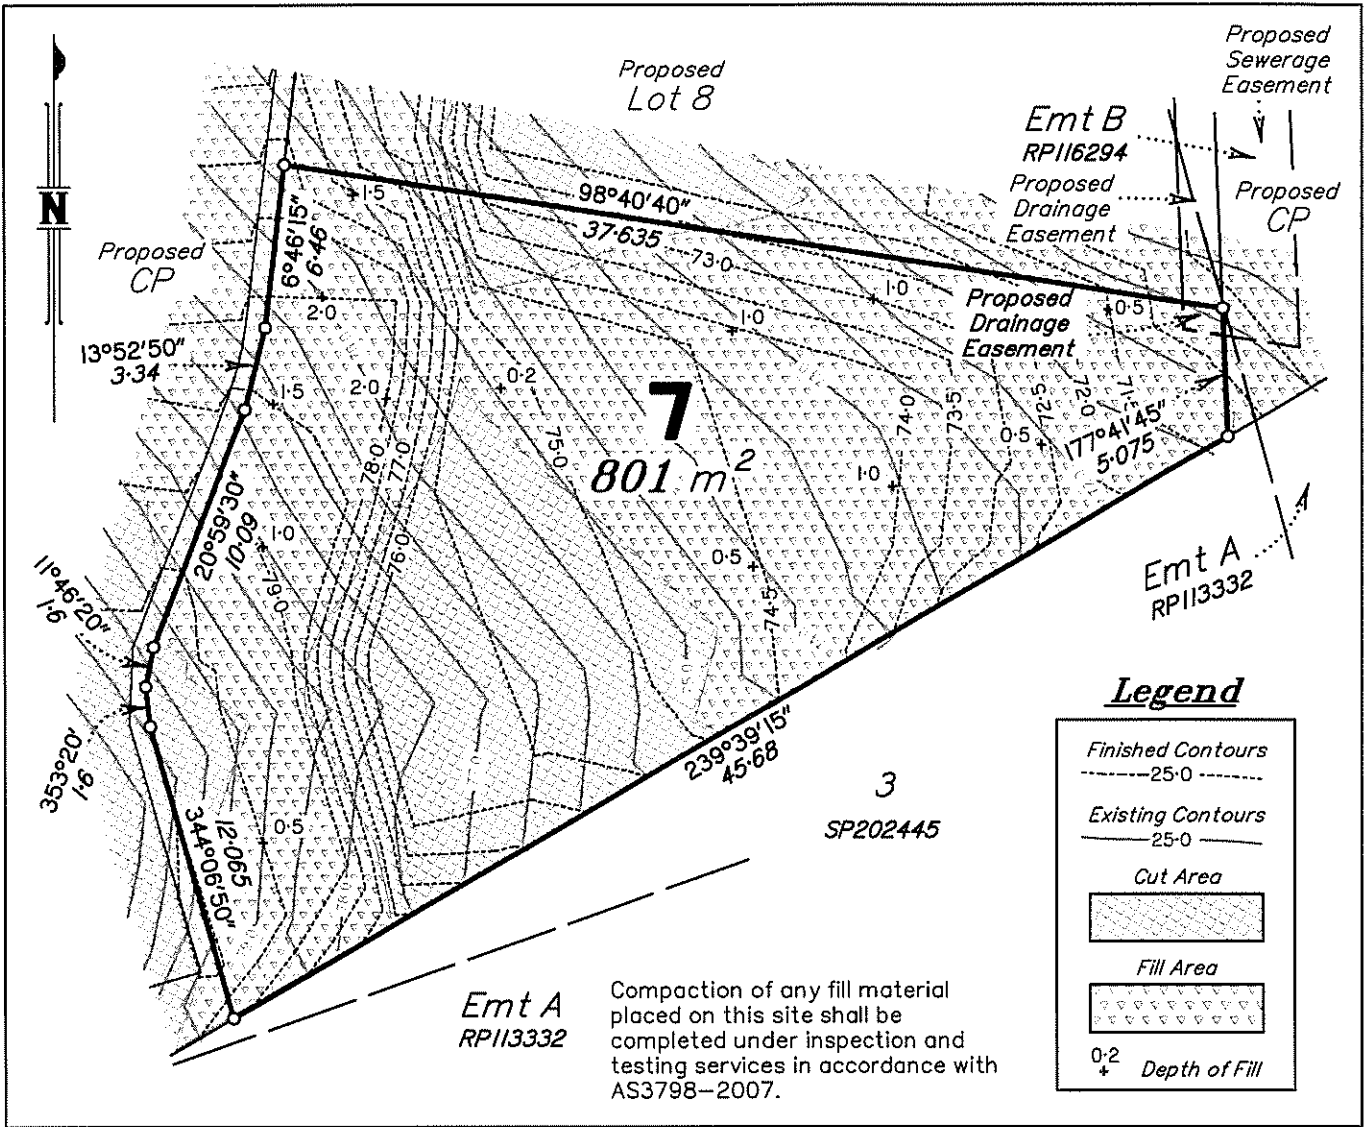 Proposed
Lot 8
Proposed
Sewerage
Easement
Emt B
RP116294
Proposed
Drainage
Easement
Proposed
CP
N
Proposed
CP
6°46'15"
6·46
1·5
98°40'40"
37·635
73·0
1·0
2·0
1·0
Proposed
Drainage
Easement
0·5
13°52'50"
3·34
1·5
2·0
0·2
7
801 m²
78·0
77·0
76·0
75·0
74·0
73·5
72·5
72·0
0·5
1·0
177°41'45"
5·075
20°59'30"
10·09
1·0
79·0
0·5
74·5
11°46'20"
1·6
353°20'
1·6
12·065
344°06'50"
0·5
239°39'15"
45·68
3
SP202445
Emt A
RP113332
Emt A
RP113332
Compaction of any fill material
placed on this site shall be
completed under inspection and
testing services in accordance with
AS3798-2007.
Legend
Finished Contours
25·0
Existing Contours
25·0
Cut Area
Fill Area
0·2
+ Depth of Fill